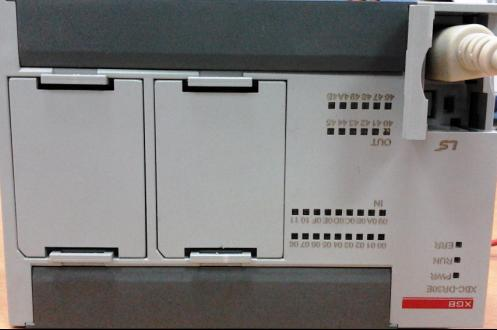 XGB
XBC-DR30E
PWR
RUN
ERR
00 01 02 03 04 05 06 07 08
09 0A 0B 0C 0D 0E 0F 10 11
IN
LS
OUT
40 41 42 43 44 45
46 47 48 49 4A 4B